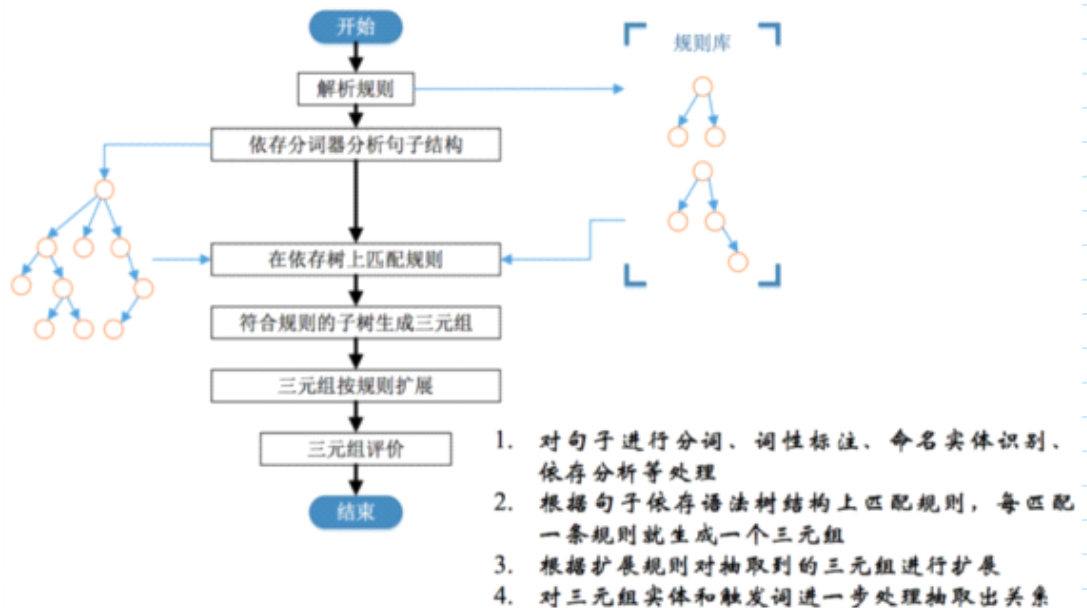 开始
规则库
解析规则
依存分词器分析句子结构
在依存树上匹配规则
符合规则的子树生成三元组
三元组按规则扩展
三元组评价
结束
1. 对句子进行分词、词性标注、命名实体识别、
依存分析等处理
2. 根据句子依存语法树结构上匹配规则，每匹配
一条规则就生成一个三元组
3. 根据扩展规则对抽取到的三元组进行扩展
4. 对三元组实体和触发词进一步处理抽取出关系